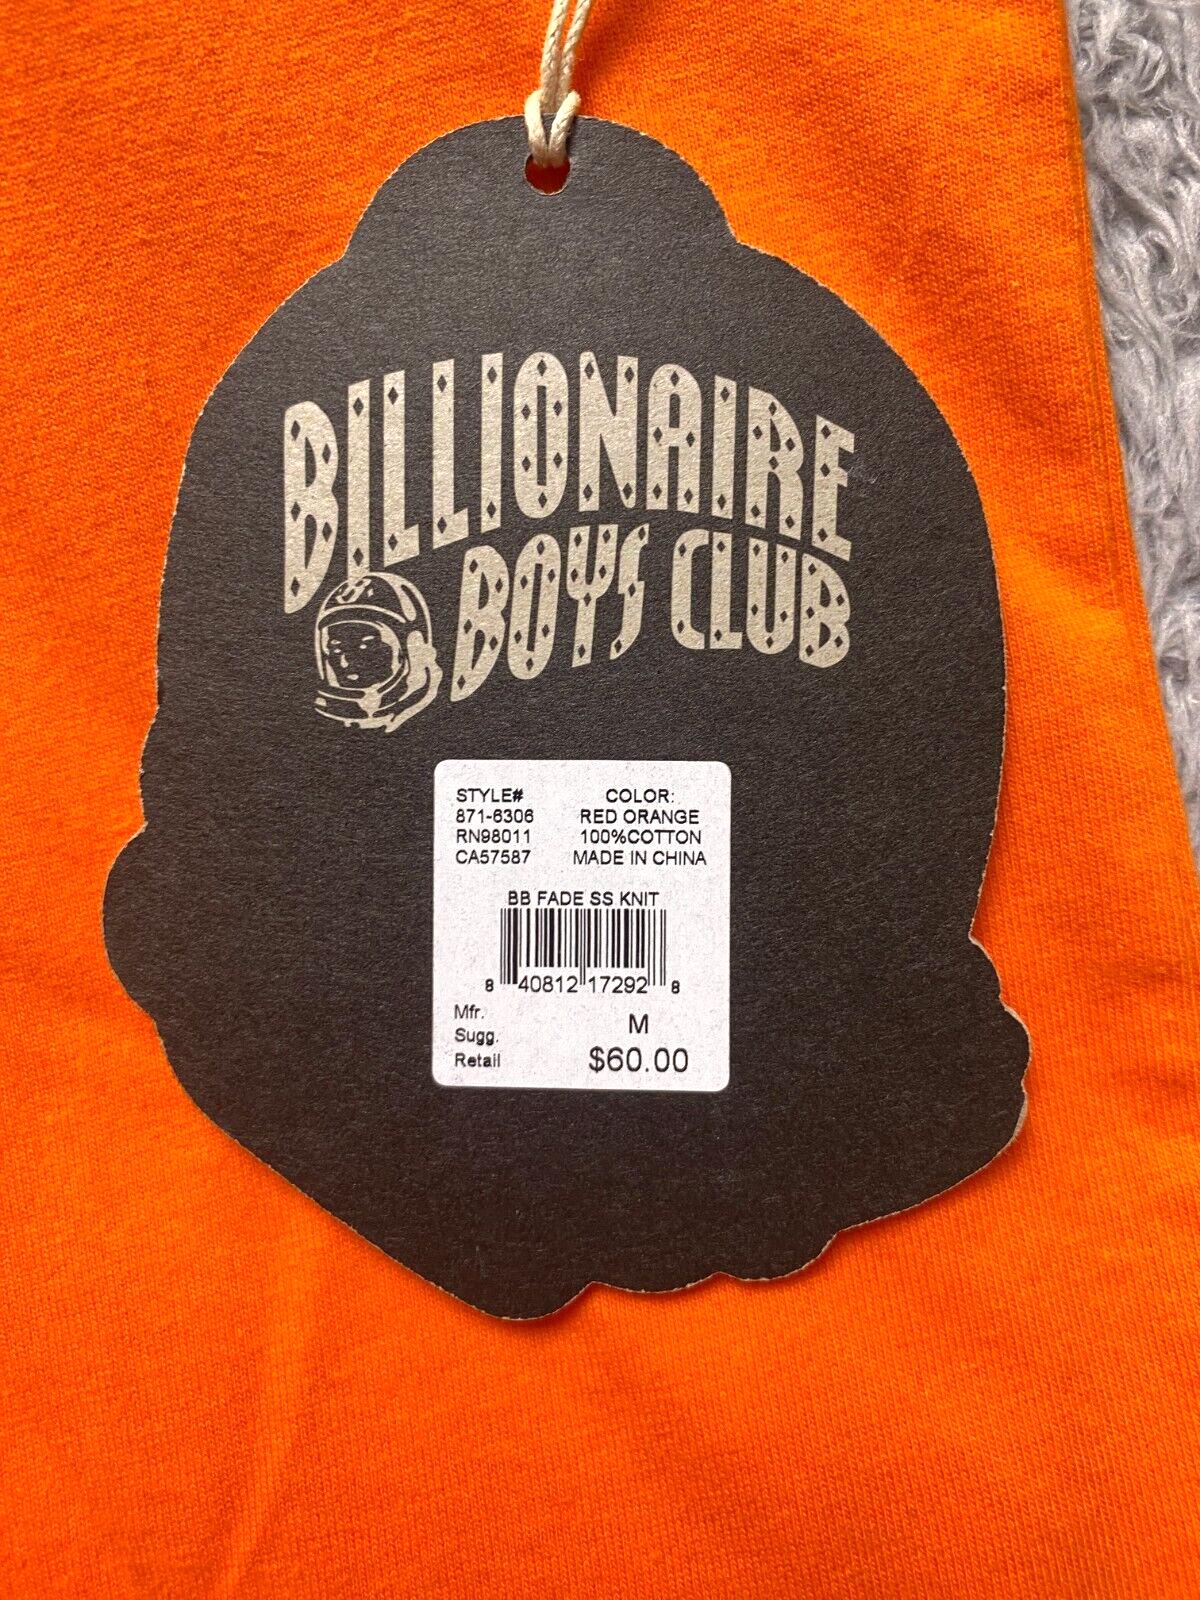 BILLIONAIRE
BOYS CLUB
STYLE# COLOR:
871-6306 RED ORANGE
RN98011 100%COTTON
CA57587 MADE IN CHINA
BB FADE SS KNIT
8 40812 17292 8
Mfr.
Sugg. M
Retail $60.00